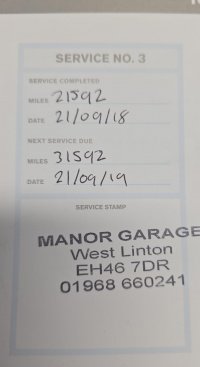 SERVICE NO. 3
SERVICE COMPLETED
MILES 21592
DATE 21/09/18
NEXT SERVICE DUE
MILES 31592
DATE 21/09/19
SERVICE STAMP
MANOR GARAGE
West Linton
EH46 7DR
01968 660241